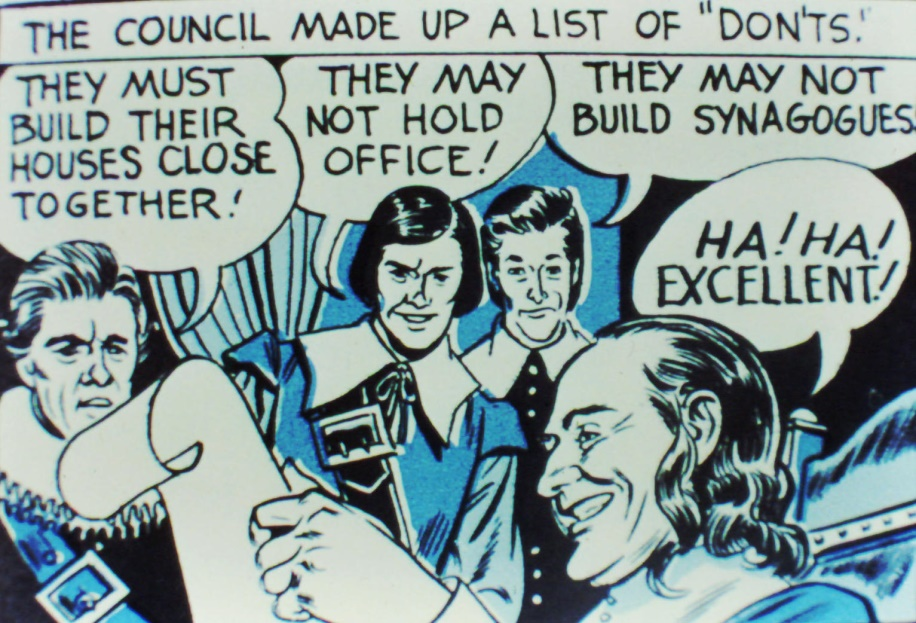 THE COUNCIL MADE UP A LIST OF "DON'TS."
THEY MUST
BUILD THEIR
HOUSES CLOSE
TOGETHER!
THEY MAY
NOT HOLD
OFFICE!
THEY MAY NOT
BUILD SYNAGOGUES.
HA! HA!
EXCELLENT!